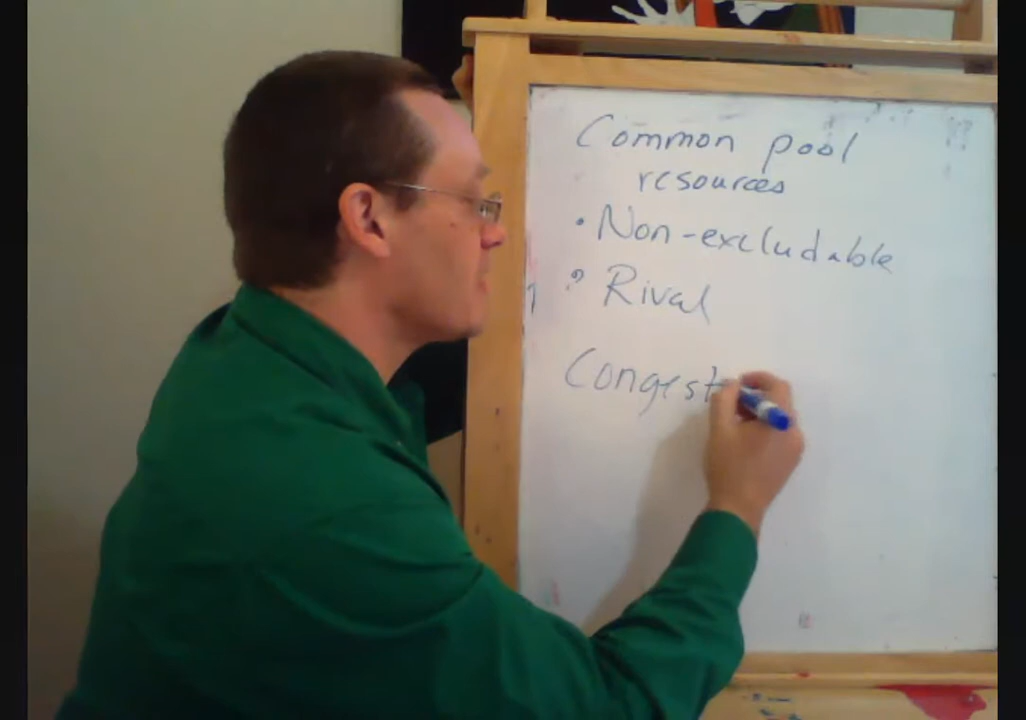 Common pool
resources
• Non-excludable
• Rival
Congest